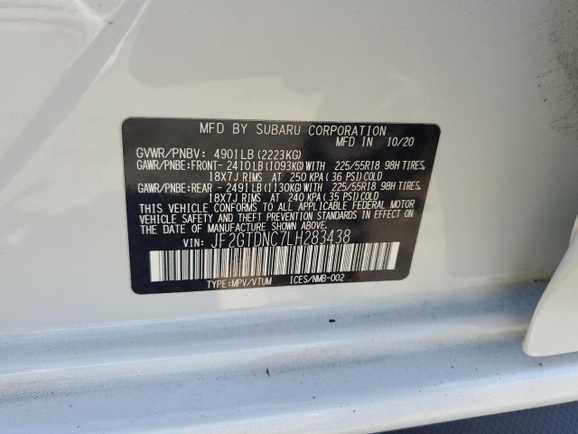 MFD BY SUBARU CORPORATION
MFD IN 10/20
GVWR/PNBV: 4901LB(2223KG)
GAWR/PNBE:FRONT- 2410LB(1093KG)WITH 225/55R18 98H TIRES,
18X7J RIMS AT 250 KPA(36 PSI)COLD
GAWR/PNBE:REAR - 2491LB(1130KG)WITH 225/55R18 98H TIRES,
18X7J RIMS AT 240 KPA(35 PSI)COLD
THIS VEHICLE CONFORMS TO ALL APPLICABLE FEDERAL MOTOR
VEHICLE SAFETY AND THEFT PREVENTION STANDARDS IN
EFFECT ON THE DATE OF MANUFACTURE SHOWN ABOVE.
VIN: JF2GTDNC7LH283438
TYPE:MPV/VTUM ICES/NMB-002